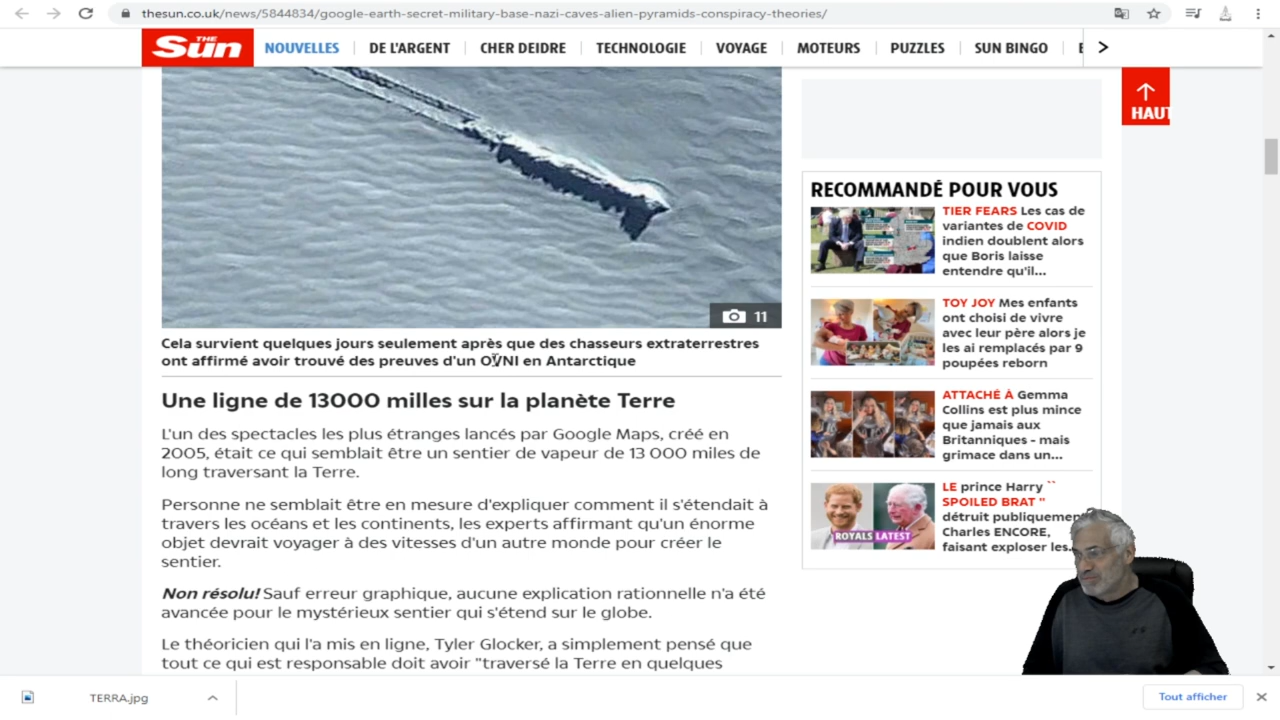 thesun.co.uk/news/5844834/google-earth-secret-military-base-nazi-caves-alien-pyramids-conspiracy-theories/
THE Sun
NOUVELLES
DE L'ARGENT
CHER DEIDRE
TECHNOLOGIE
VOYAGE
MOTEURS
PUZZLES
SUN BINGO
HAUT
11
Cela survient quelques jours seulement après que des chasseurs extraterrestres
ont affirmé avoir trouvé des preuves d'un OVNI en Antarctique
Une ligne de 13000 milles sur la planète Terre
L'un des spectacles les plus étranges lancés par Google Maps, créé en
2005, était ce qui semblait être un sentier de vapeur de 13 000 miles de
long traversant la Terre.
Personne ne semblait être en mesure d'expliquer comment il s'étendait à
travers les océans et les continents, les experts affirmant qu'un énorme
objet devrait voyager à des vitesses d'un autre monde pour créer le
sentier.
Non résolu! Sauf erreur graphique, aucune explication rationnelle n'a été
avancée pour le mystérieux sentier qui s'étend sur le globe.
Le théoricien qui l'a mis en ligne, Tyler Glocker, a simplement pensé que
tout ce qui est responsable doit avoir "traversé la Terre en quelques
RECOMMANDÉ POUR VOUS
TIER FEARS Les cas de
variantes de COVID
indien doublent alors
que Boris laisse
entendre qu'il...
TOY JOY Mes enfants
ont choisi de vivre
avec leur père alors je
les ai remplacés par 9
poupées reborn
ATTACHÉ À Gemma
Collins est plus mince
que jamais aux
Britanniques - mais
grimace dans un...
ROYALS LATEST
LE prince Harry ``
SPOILED BRAT ''
détruit publiquement
Charles ENCORE,
faisant exploser les...
TERRA.jpg
Tout afficher